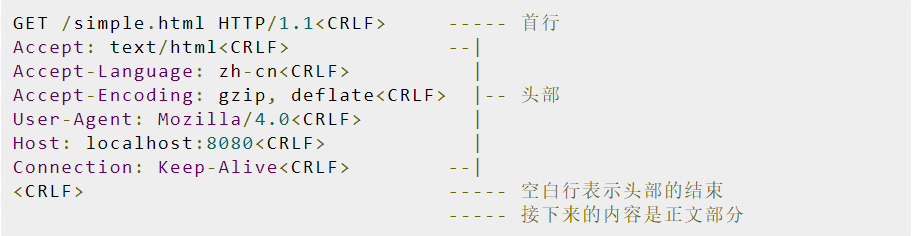 GET /simple.html HTTP/1.1<CRLF>     ----- 首行
Accept: text/html<CRLF>             --|
Accept-Language: zh-cn<CRLF>          |
Accept-Encoding: gzip, deflate<CRLF>  |-- 头部
User-Agent: Mozilla/4.0<CRLF>         |
Host: localhost:8080<CRLF>            |
Connection: Keep-Alive<CRLF>        --|
<CRLF>                              ----- 空白行表示头部的结束
                                    ----- 接下来的内容是正文部分